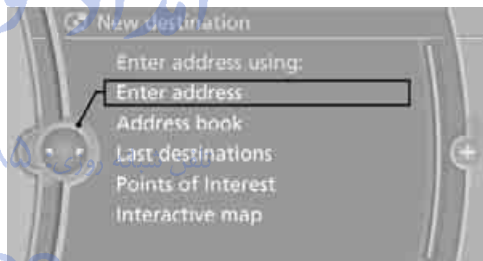 New destination
Enter address using:
Enter address
Address book
Last destinations
Points of Interest
Interactive map